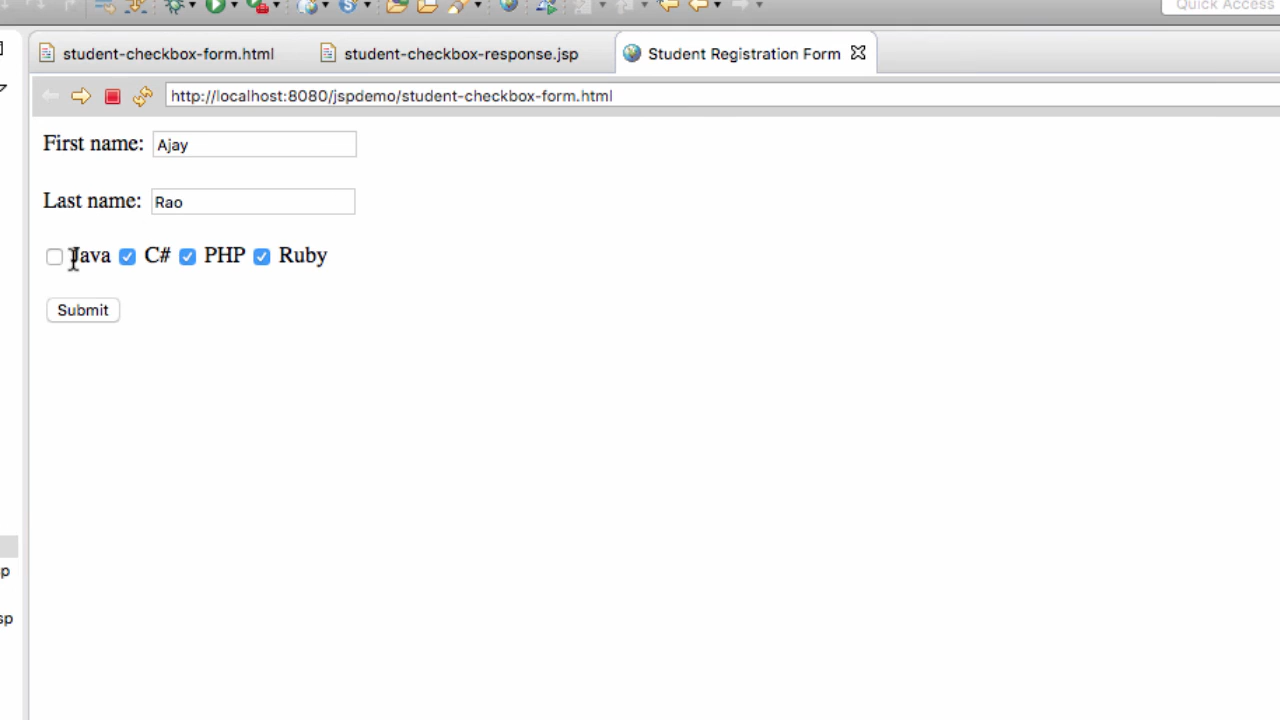 Quick Access
student-checkbox-form.html student-checkbox-response.jsp Student Registration Form
http://localhost:8080/jspdemo/student-checkbox-form.html
First name: Ajay
Last name: Rao
Java C# PHP Ruby
Submit
p
sp